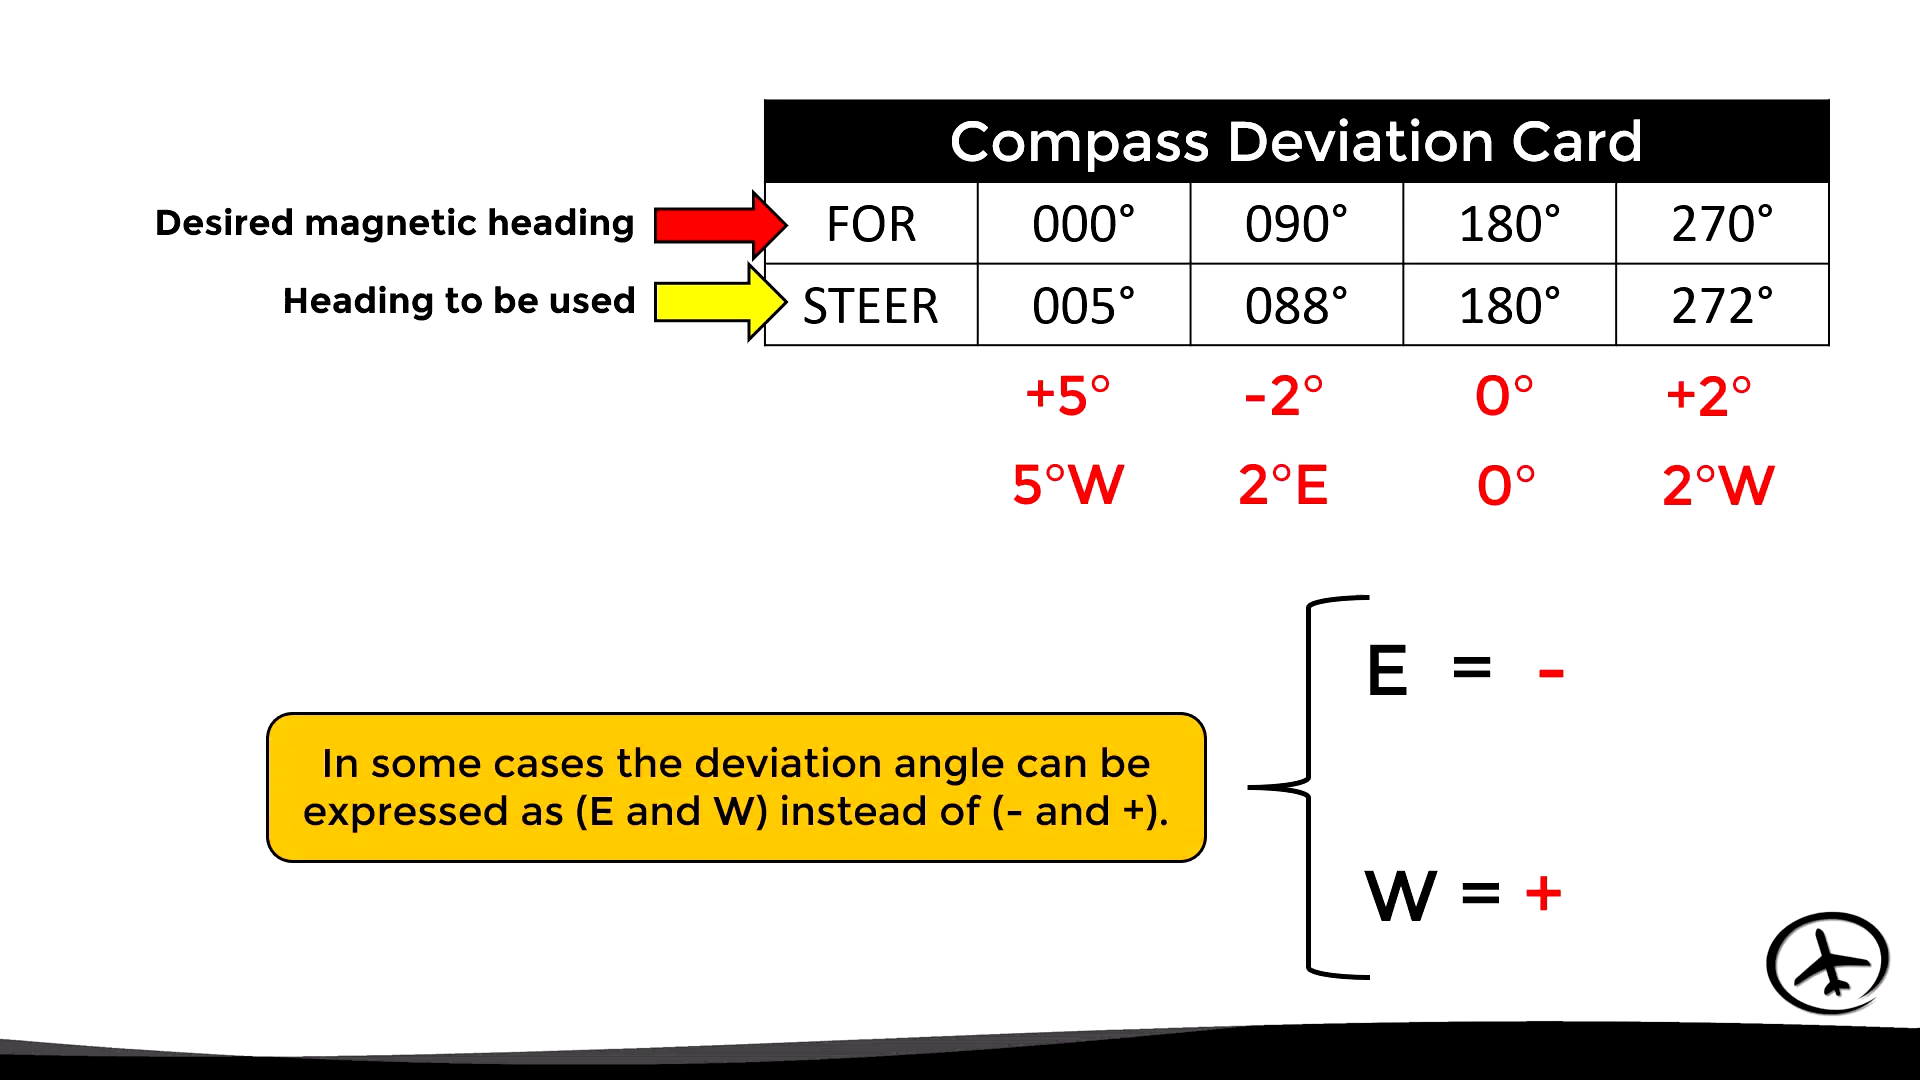 Compass Deviation Card
Desired magnetic heading FOR 000° 090° 180° 270°
Heading to be used STEER 005° 088° 180° 272°
+5° -2° 0° +2°
5°W 2°E 0° 2°W
E = -
In some cases the deviation angle can be
expressed as (E and W) instead of (- and +).
W = +